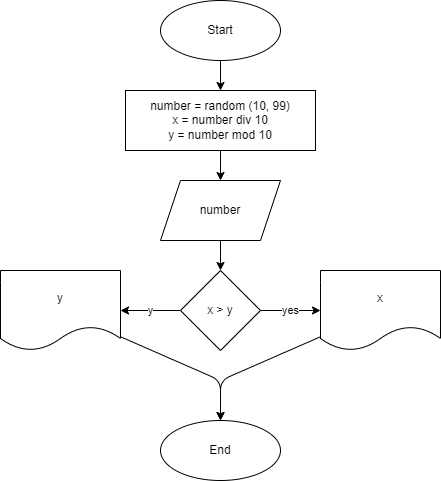 Start
number = random (10, 99)
x = number div 10
y = number mod 10
number
y
y
x > y
yes
x
End